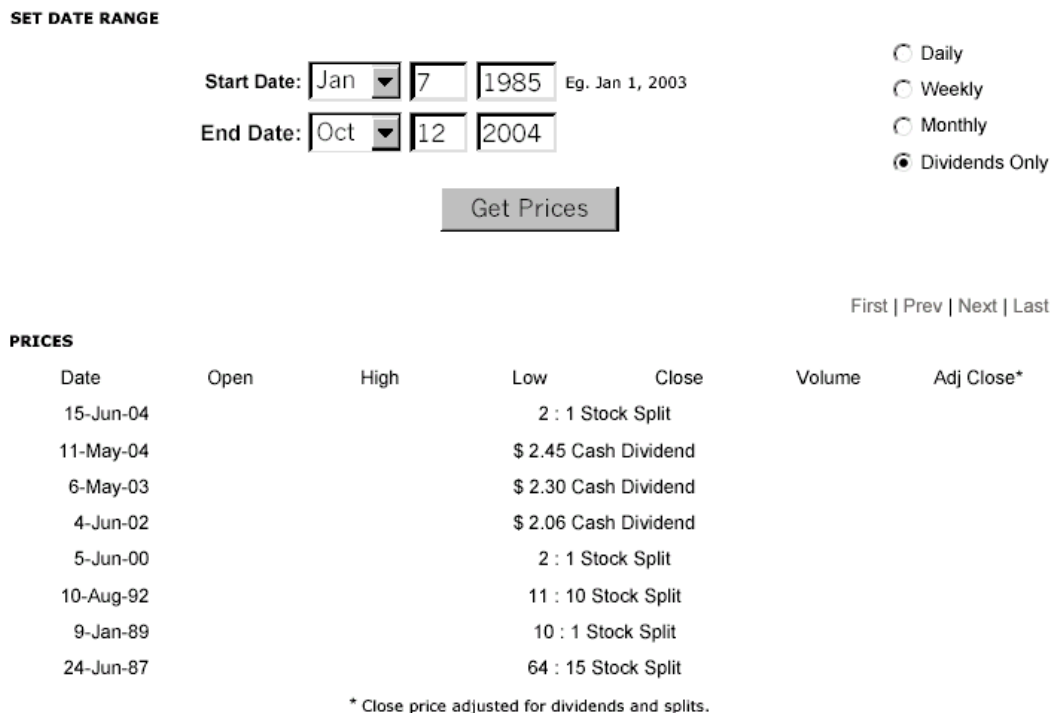 SET DATE RANGE
Start Date: Jan 7 1985 Eg. Jan 1, 2003
End Date: Oct 12 2004
Daily
Weekly
Monthly
Dividends Only
Get Prices
First | Prev | Next | Last
PRICES
Date Open High Low Close Volume Adj Close*
15-Jun-04 2 : 1 Stock Split
11-May-04 $ 2.45 Cash Dividend
6-May-03 $ 2.30 Cash Dividend
4-Jun-02 $ 2.06 Cash Dividend
5-Jun-00 2 : 1 Stock Split
10-Aug-92 11 : 10 Stock Split
9-Jan-89 10 : 1 Stock Split
24-Jun-87 64 : 15 Stock Split
* Close price adjusted for dividends and splits.